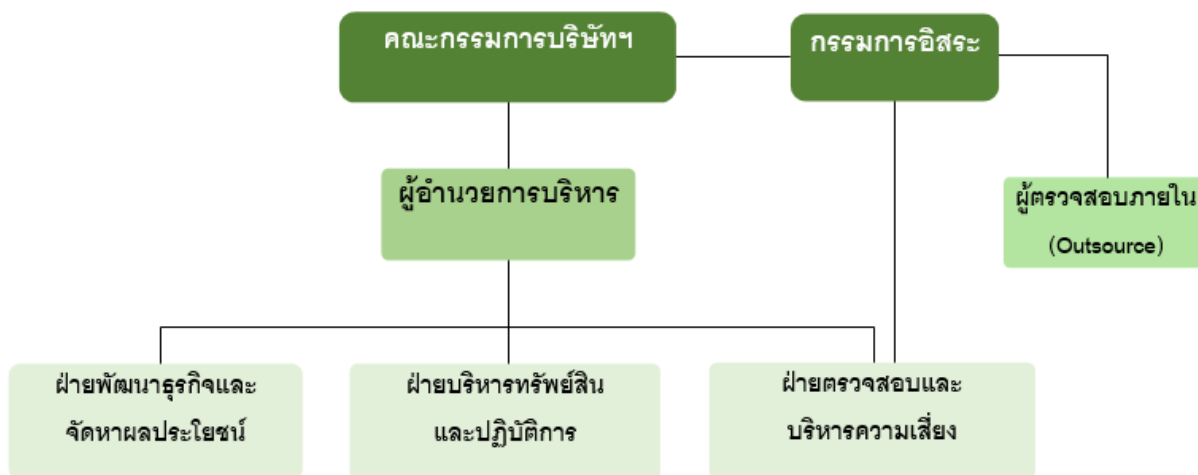 คณะกรรมการบริษัทฯ
กรรมการอิสระ
ผู้อำนวยการบริหาร
ผู้ตรวจสอบภายใน
(Outsource)
ฝ่ายพัฒนาธุรกิจและ
จัดหาผลประโยชน์
ฝ่ายบริหารทรัพย์สิน
และปฏิบัติการ
ฝ่ายตรวจสอบและ
บริหารความเสี่ยง